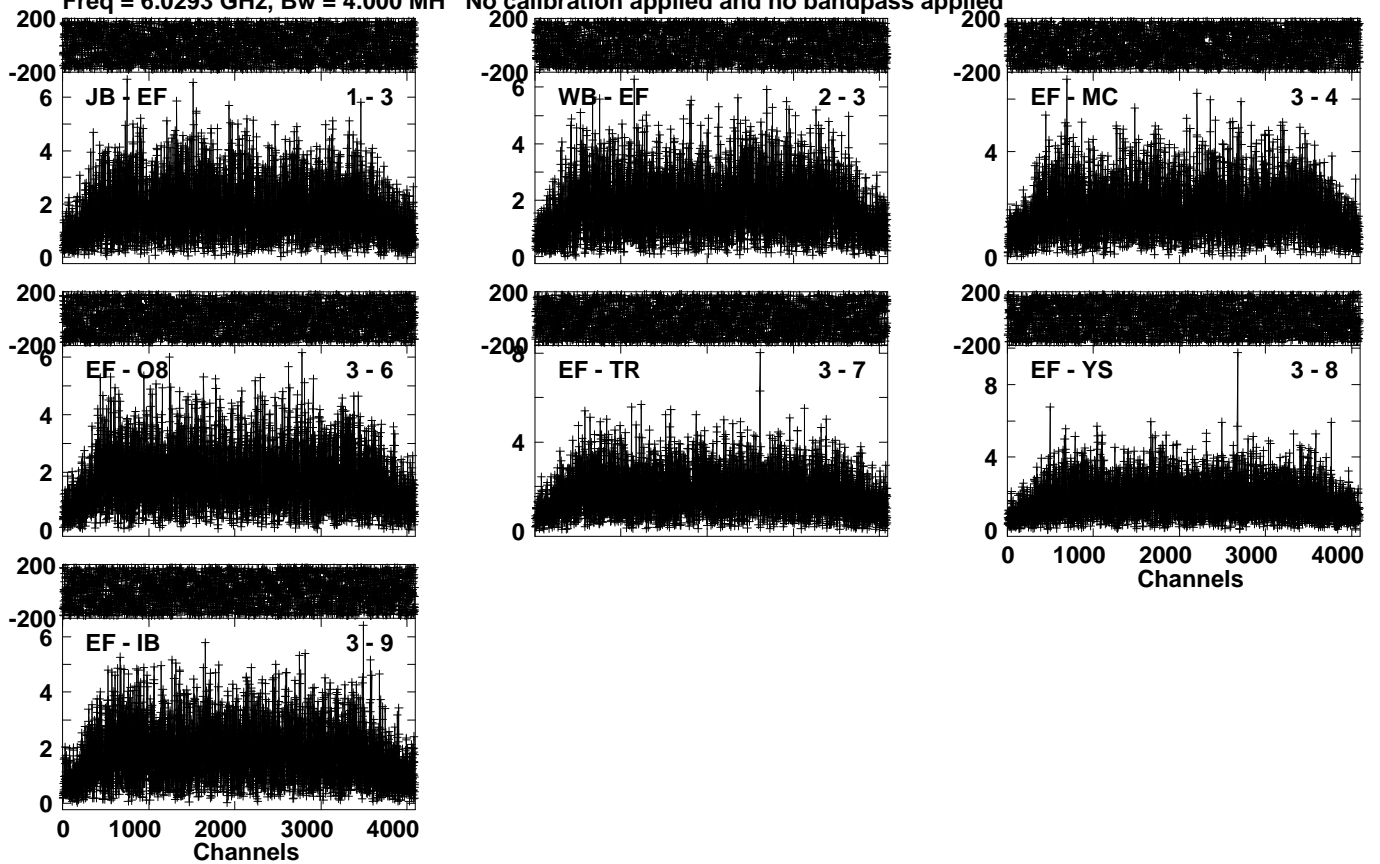 Freq = 6.0293 GHz, Bw = 4.000 MH No calibration applied and no bandpass applied
200 200 200
-200 -200 -200
JB - EF 1 - 3 WB - EF 2 - 3 EF - MC 3 - 4
6 6
4 4 4
2 2
0 0 0
200 200 200
-200 -200 -200
EF - O8 3 - 6 EF - TR 3 - 7 EF - YS 3 - 8
6 8 8
4 4 4
2
0 0 0
0 1000 2000 3000 4000
Channels
200
-200
EF - IB 3 - 9
6
4
2
0
0 1000 2000 3000 4000
Channels